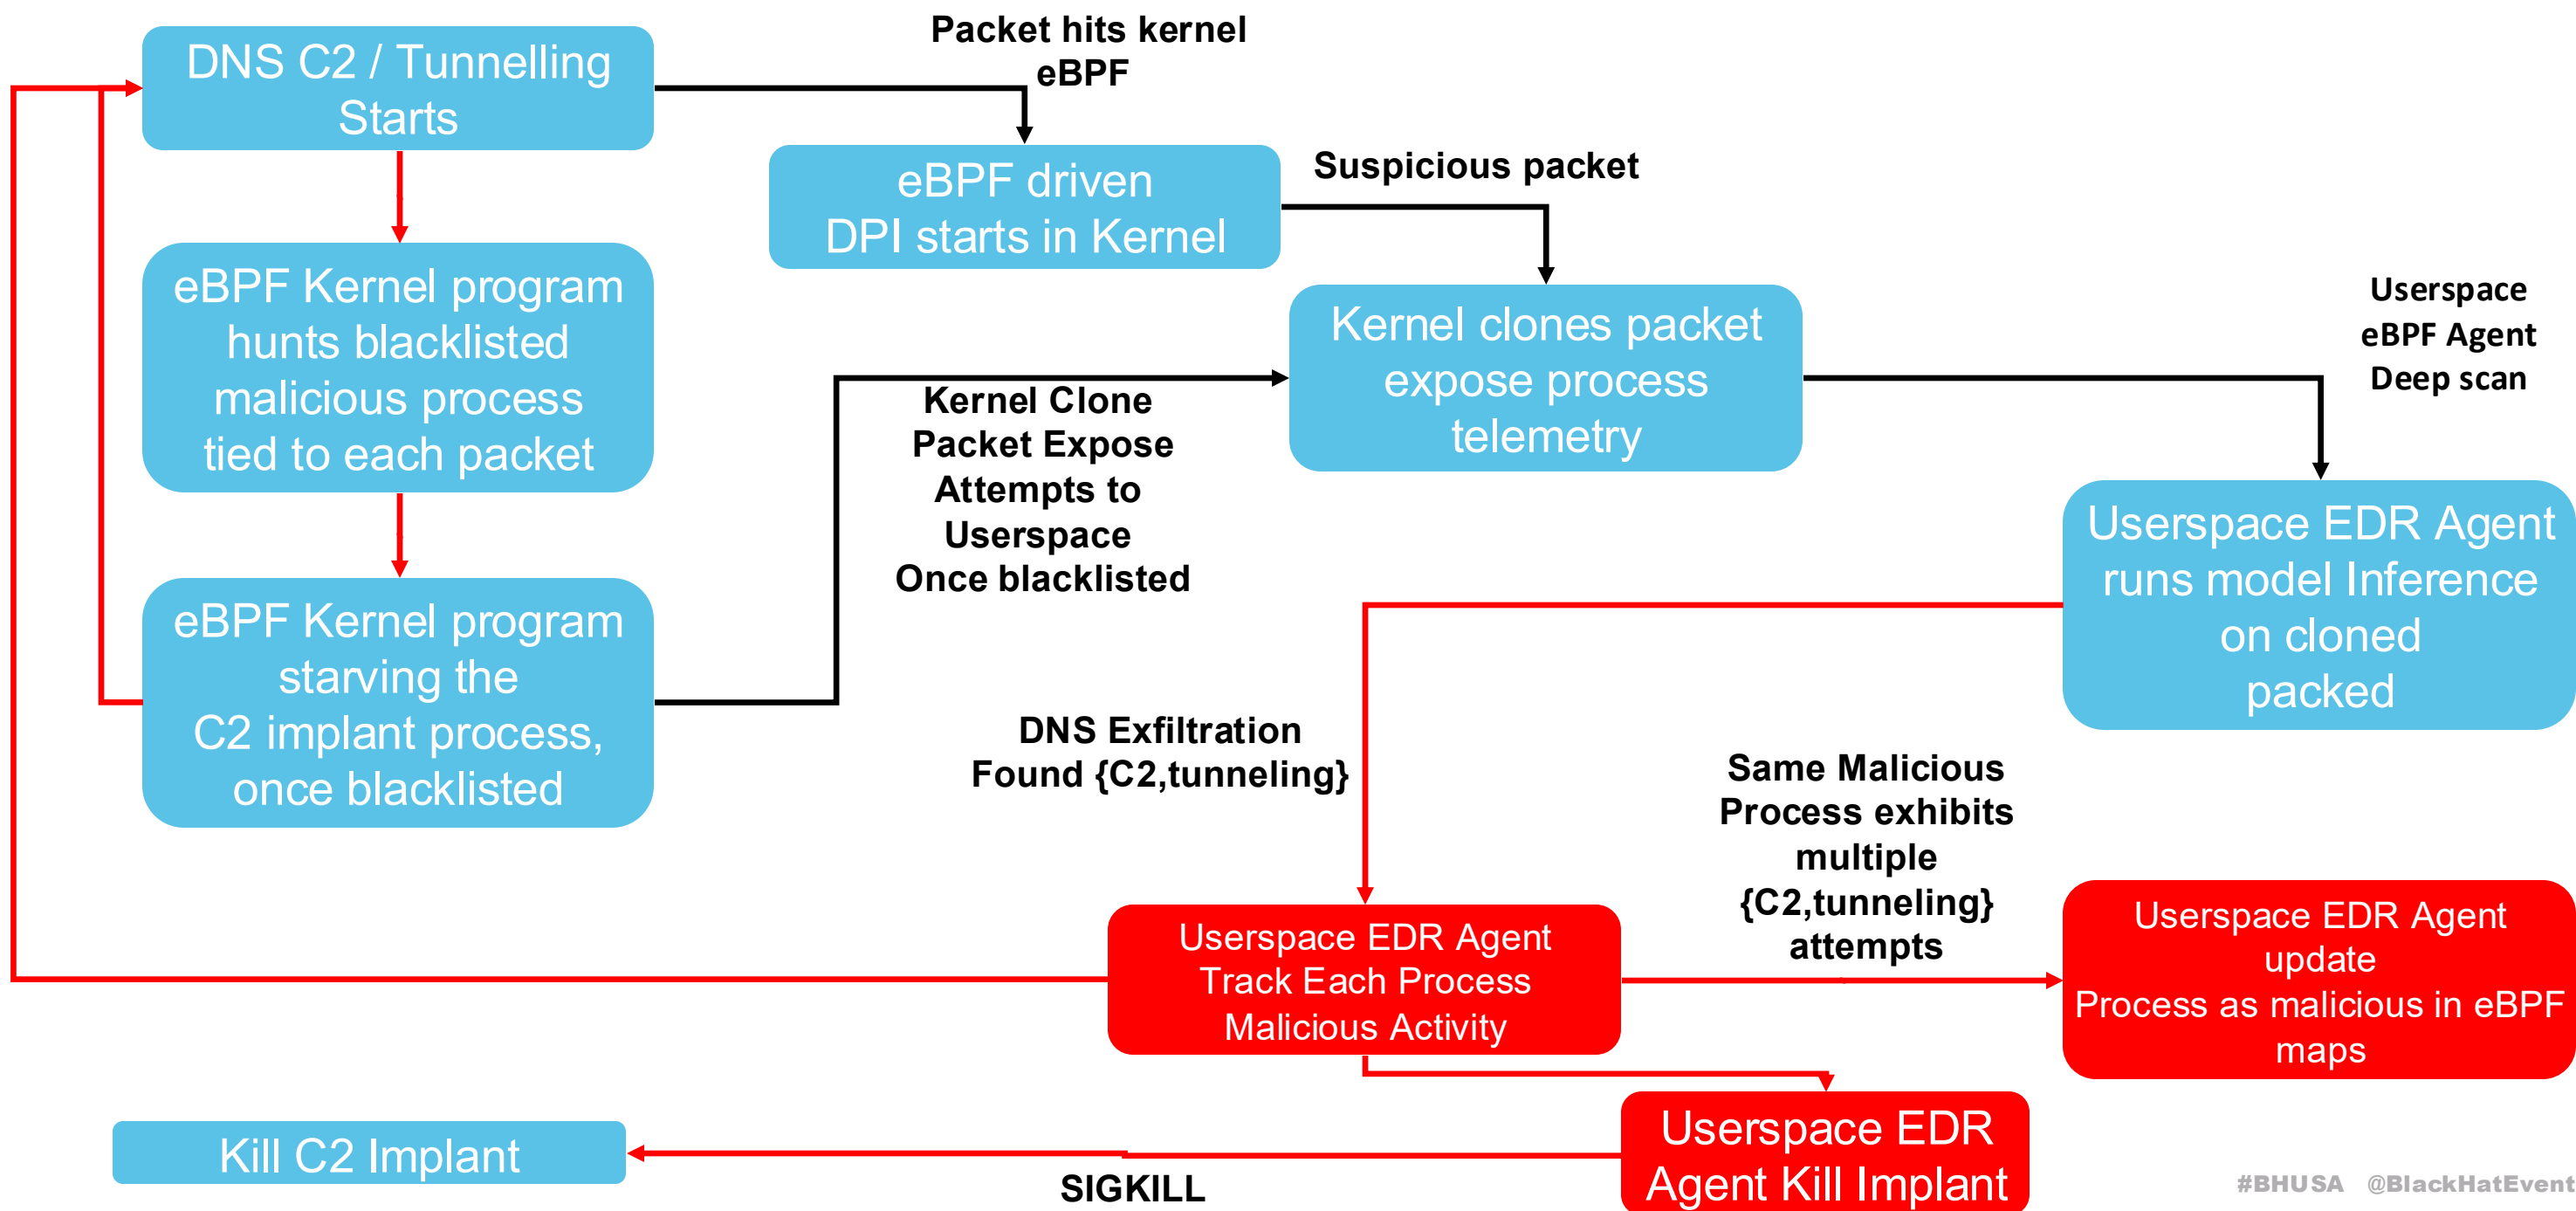 DNS C2 / Tunnelling
Starts
Packet hits kernel
eBPF
eBPF driven
DPI starts in Kernel
Suspicious packet
eBPF Kernel program
hunts blacklisted
malicious process
tied to each packet
Kernel clones packet
expose process
telemetry
Userspace
eBPF Agent
Deep scan
Kernel Clone
Packet Expose
Attempts to
Userspace
Once blacklisted
Userspace EDR Agent
runs model Inference
on cloned
packed
eBPF Kernel program
starving the
C2 implant process,
once blacklisted
DNS Exfiltration
Found {C2,tunneling}
Same Malicious
Process exhibits
multiple
{C2,tunneling}
attempts
Userspace EDR Agent
Track Each Process
Malicious Activity
Userspace EDR Agent
update
Process as malicious in eBPF
maps
Userspace EDR
Agent Kill Implant
SIGKILL
Kill C2 Implant
#BHUSA @BlackHatEvent